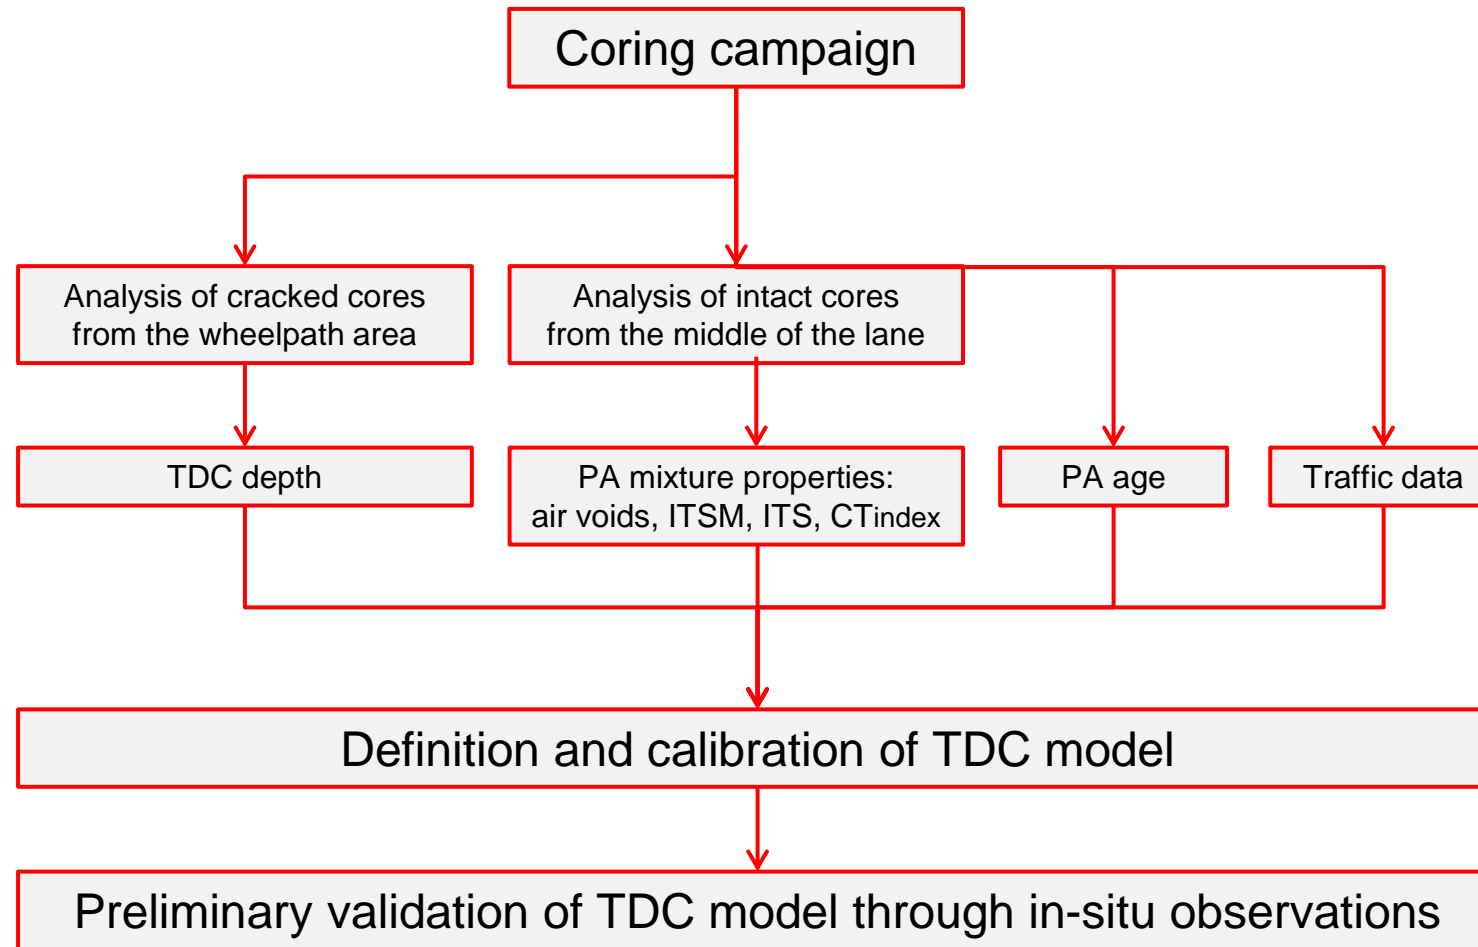 Coring campaign
Analysis of cracked cores
from the wheelpath area
Analysis of intact cores
from the middle of the lane
TDC depth
PA mixture properties:
air voids, ITSM, ITS, CTindex
PA age
Traffic data
Definition and calibration of TDC model
Preliminary validation of TDC model through in-situ observations